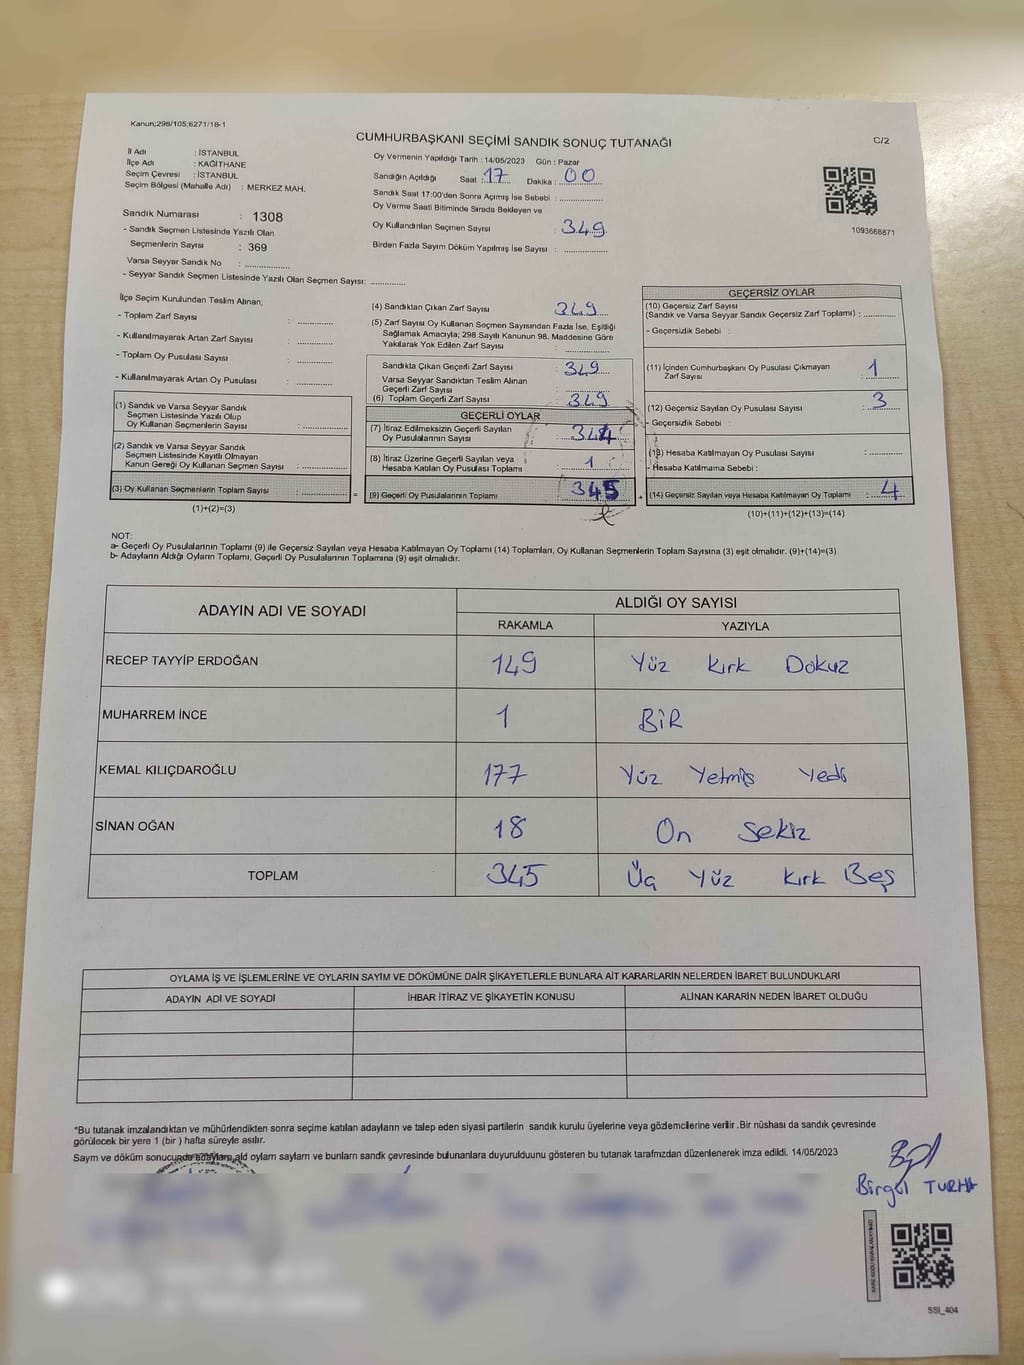 Kanun;298/105;6271/18-1
CUMHURBAŞKANI SEÇİMİ SANDIK SONUÇ TUTANAĞI
C/2
İl Adı : İSTANBUL
İlçe Adı : KAĞITHANE
Seçim Çevresi : İSTANBUL
Seçim Bölgesi (Mahalle Adı) : MERKEZ MAH.
Sandık Numarası : 1308
- Sandık Seçmen Listesinde Yazılı Olan
Seçmenlerin Sayısı : 369
Varsa Seyyar Sandık No : ................
- Seyyar Sandık Seçmen Listesinde Yazılı Olan Seçmen Sayısı: ............
Oy Vermenin Yapıldığı Tarih : 14/05/2023 Gün : Pazar
Sandığın Açıldığı Saat : 17 Dakika : 00
Sandık Saat 17:00'den Sonra Açımış İse Sebebi : ..............
Oy Verme Saati Bitiminde Sırada Bekleyen ve
Oy Kullandırılan Seçmen Sayısı : 349
Birden Fazla Sayım Döküm Yapılmış İse Sayısı : ..............
1093666871
İlçe Seçim Kurulundan Teslim Alınan;
- Toplam Zarf Sayısı : ............
- Kullanılmayarak Artan Zarf Sayısı : ............
- Toplam Oy Pusulası Sayısı : ............
- Kullanılmayarak Artan Oy Pusulası : ............
(1) Sandık ve Varsa Seyyar Sandık
Seçmen Listesinde Yazılı Olup
Oy Kullanan Seçmenlerin Sayısı : ............
(2) Sandık ve Varsa Seyyar Sandık
Seçmen Listesinde Kayıtlı Olmayan
Kanun Gereği Oy Kullanan Seçmen Sayısı : ............
(3) Oy Kullanan Seçmenlerin Toplam Sayısı : ............ =
(1)+(2)=(3)
(4) Sandıktan Çıkan Zarf Sayısı 349
(5) Zarf Sayısı Oy Kullanan Seçmen Sayısından Fazla İse, Eşitliği
Sağlamak Amacıyla; 298 Sayılı Kanunun 98. Maddesine Göre
Yakılarak Yok Edilen Zarf Sayısı : ............
Sandıkta Çıkan Geçerli Zarf Sayısı : 349
Varsa Seyyar Sandıktan Teslim Alınan
Geçerli Zarf Sayısı : ............
(6) Toplam Geçerli Zarf Sayısı : 349
GEÇERLİ OYLAR
(7) İtiraz Edilmeksizin Geçerli Sayılan
Oy Pusulalarının Sayısı : 344
(8) İtiraz Üzerine Geçerli Sayılan veya
Hesaba Katılan Oy Pusulası Toplamı : 1
(9) Geçerli Oy Pusulalarının Toplamı : 345 +
GEÇERSİZ OYLAR
(10) Geçersiz Zarf Sayısı
(Sandık ve Varsa Seyyar Sandık Geçersiz Zarf Toplamı) : ............
- Geçersizlik Sebebi :
(11) İçinden Cumhurbaşkanı Oy Pusulası Çıkmayan
Zarf Sayısı : 1
(12) Geçersiz Sayılan Oy Pusulası Sayısı : 3
- Geçersizlik Sebebi :
(13) Hesaba Katılmayan Oy Pusulası Sayısı : ............
- Hesaba Katılmama Sebebi :
(14) Geçersiz Sayılan veya Hesaba Katılmayan Oy Toplamı : 4
(10)+(11)+(12)+(13)=(14)
NOT:
a- Geçerli Oy Pusulalarının Toplamı (9) ile Geçersiz Sayılan veya Hesaba Katılmayan Oy Toplamı (14) Toplamları, Oy Kullanan Seçmenlerin Toplam Sayısına (3) eşit olmalıdır. (9)+(14)=(3)
b- Adayların Aldığı Oyların Toplamı, Geçerli Oy Pusulalarının Toplamına (9) eşit olmalıdır.
ADAYIN ADI VE SOYADI ALDIĞI OY SAYISI
RAKAMLA YAZIYLA
RECEP TAYYİP ERDOĞAN 149 Yüz Kırk Dokuz
MUHARREM İNCE 1 BİR
KEMAL KILIÇDAROĞLU 177 Yüz Yetmiş Yedi
SİNAN OĞAN 18 On Sekiz
TOPLAM 345 Üç Yüz Kırk Beş
OYLAMA İŞ VE İŞLEMLERİNE VE OYLARIN SAYIM VE DÖKÜMÜNE DAİR ŞİKAYETLERLE BUNLARA AİT KARARLARIN NELERDEN İBARET BULUNDUKLARI
ADAYIN ADI VE SOYADI İHBAR İTİRAZ VE ŞİKAYETİN KONUSU ALINAN KARARIN NEDEN İBARET OLDUĞU
*Bu tutanak imzalandıktan ve mühürlendikten sonra seçime katılan adayların ve talep eden siyasi partilerin sandık kurulu üyelerine veya gözlemcilerine verilir .Bir nüshası da sandık çevresinde
görülecek bir yere 1 (bir ) hafta süreyle asılır.
Sayım ve döküm sonucunda adayların ald oyların sayların ve bunların sandk çevresinde bulunanlara duyurulduunu gösteren bu tutanak tarafmzdan düzenlenerek imza edildi. 14/05/2023
Birgül
SSI_404